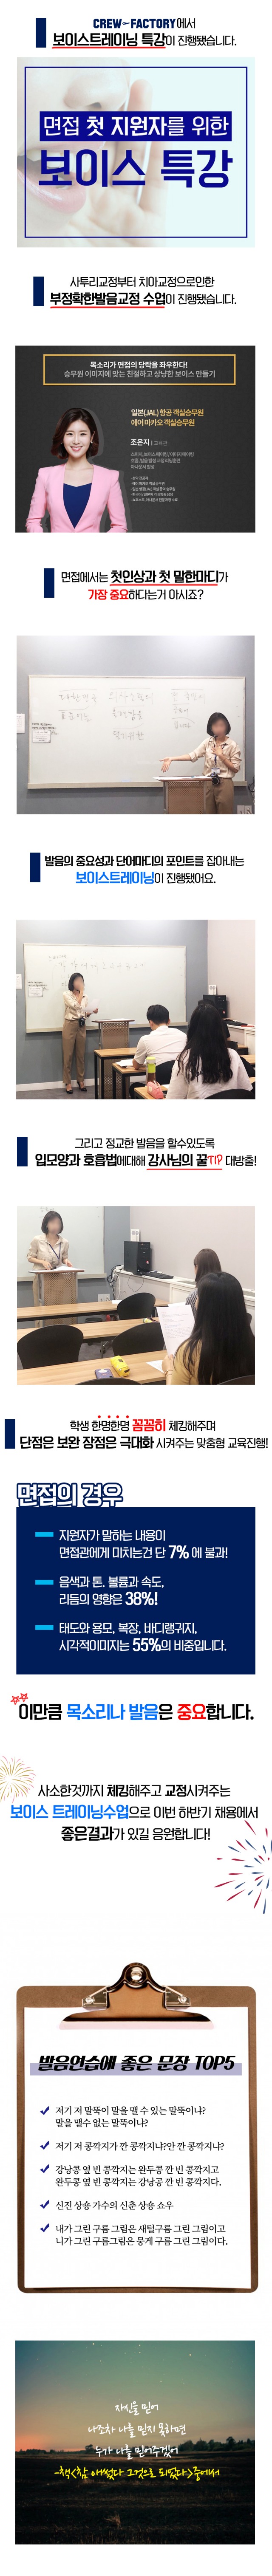 CREW FACTORY에서
보이스트레이닝 특강이 진행됐습니다.
면접 첫 지원자를 위한
보이스 특강
사투리교정부터 치아교정으로인한
부정확한발음교정 수업이 진행됐습니다.
목소리가 면접의 당락을 좌우한다!
승무원 이미지에 맞는 친절하고 상냥한 보이스 만들기
일본(JAL) 항공 객실승무원
에어마카오 객실승무원
조은지 | 교육관
면접에서는 첫인상과 첫 말한마디가
가장 중요하다는거 아시죠?
발음의 중요성과 단어마디의 포인트를 잡아내는
보이스트레이닝이 진행됐어요.
그리고 정교한 발음을 할수있도록
입모양과 호흡법에대해 강사님의 꿀TIP 대방출!
학생 한명한명 꼼꼼히 체킹해주며
단점은 보완 장점은 극대화 시켜주는 맞춤형 교육진행!
면접의 경우
지원자가 말하는 내용이
면접관에게 미치는건 단 7% 에 불과!
음색과 톤. 볼륨과 속도,
리듬의 영향은 38%!
태도와 용모, 복장, 바디랭귀지,
시각적이미지는 55%의 비중입니다.
이만큼 목소리나 발음은 중요합니다.
사소한것까지 체킹해주고 교정시켜주는
보이스 트레이닝수업으로 이번 하반기 채용에서
좋은결과가 있길 응원합니다!
발음연습에 좋은 문장 TOP5
저기 저 말뚝이 말을 맬 수 있는 말뚝이냐?
말을 맬수 없는 말뚝이냐?
저기 저 콩깍지가 깐 콩깍지냐?안 깐 콩깍지냐?
강낭콩 옆 빈 콩깍지는 완두콩 깐 빈 콩깍지고
완두콩 옆 빈 콩깍지는 강낭콩 깐 빈 콩깍지다.
신진 샹숑 가수의 신춘 샹숑 쇼우
내가 그린 구름 그림은 새털구름 그린 그림이고
니가 그린 구름그림은 뭉게 구름 그린 그림이다.
자신을 믿어
나조차 나를 믿지 못하면
누가 나를 믿어주겠어
-책<참 애썼다 그것으로 되었다>중에서